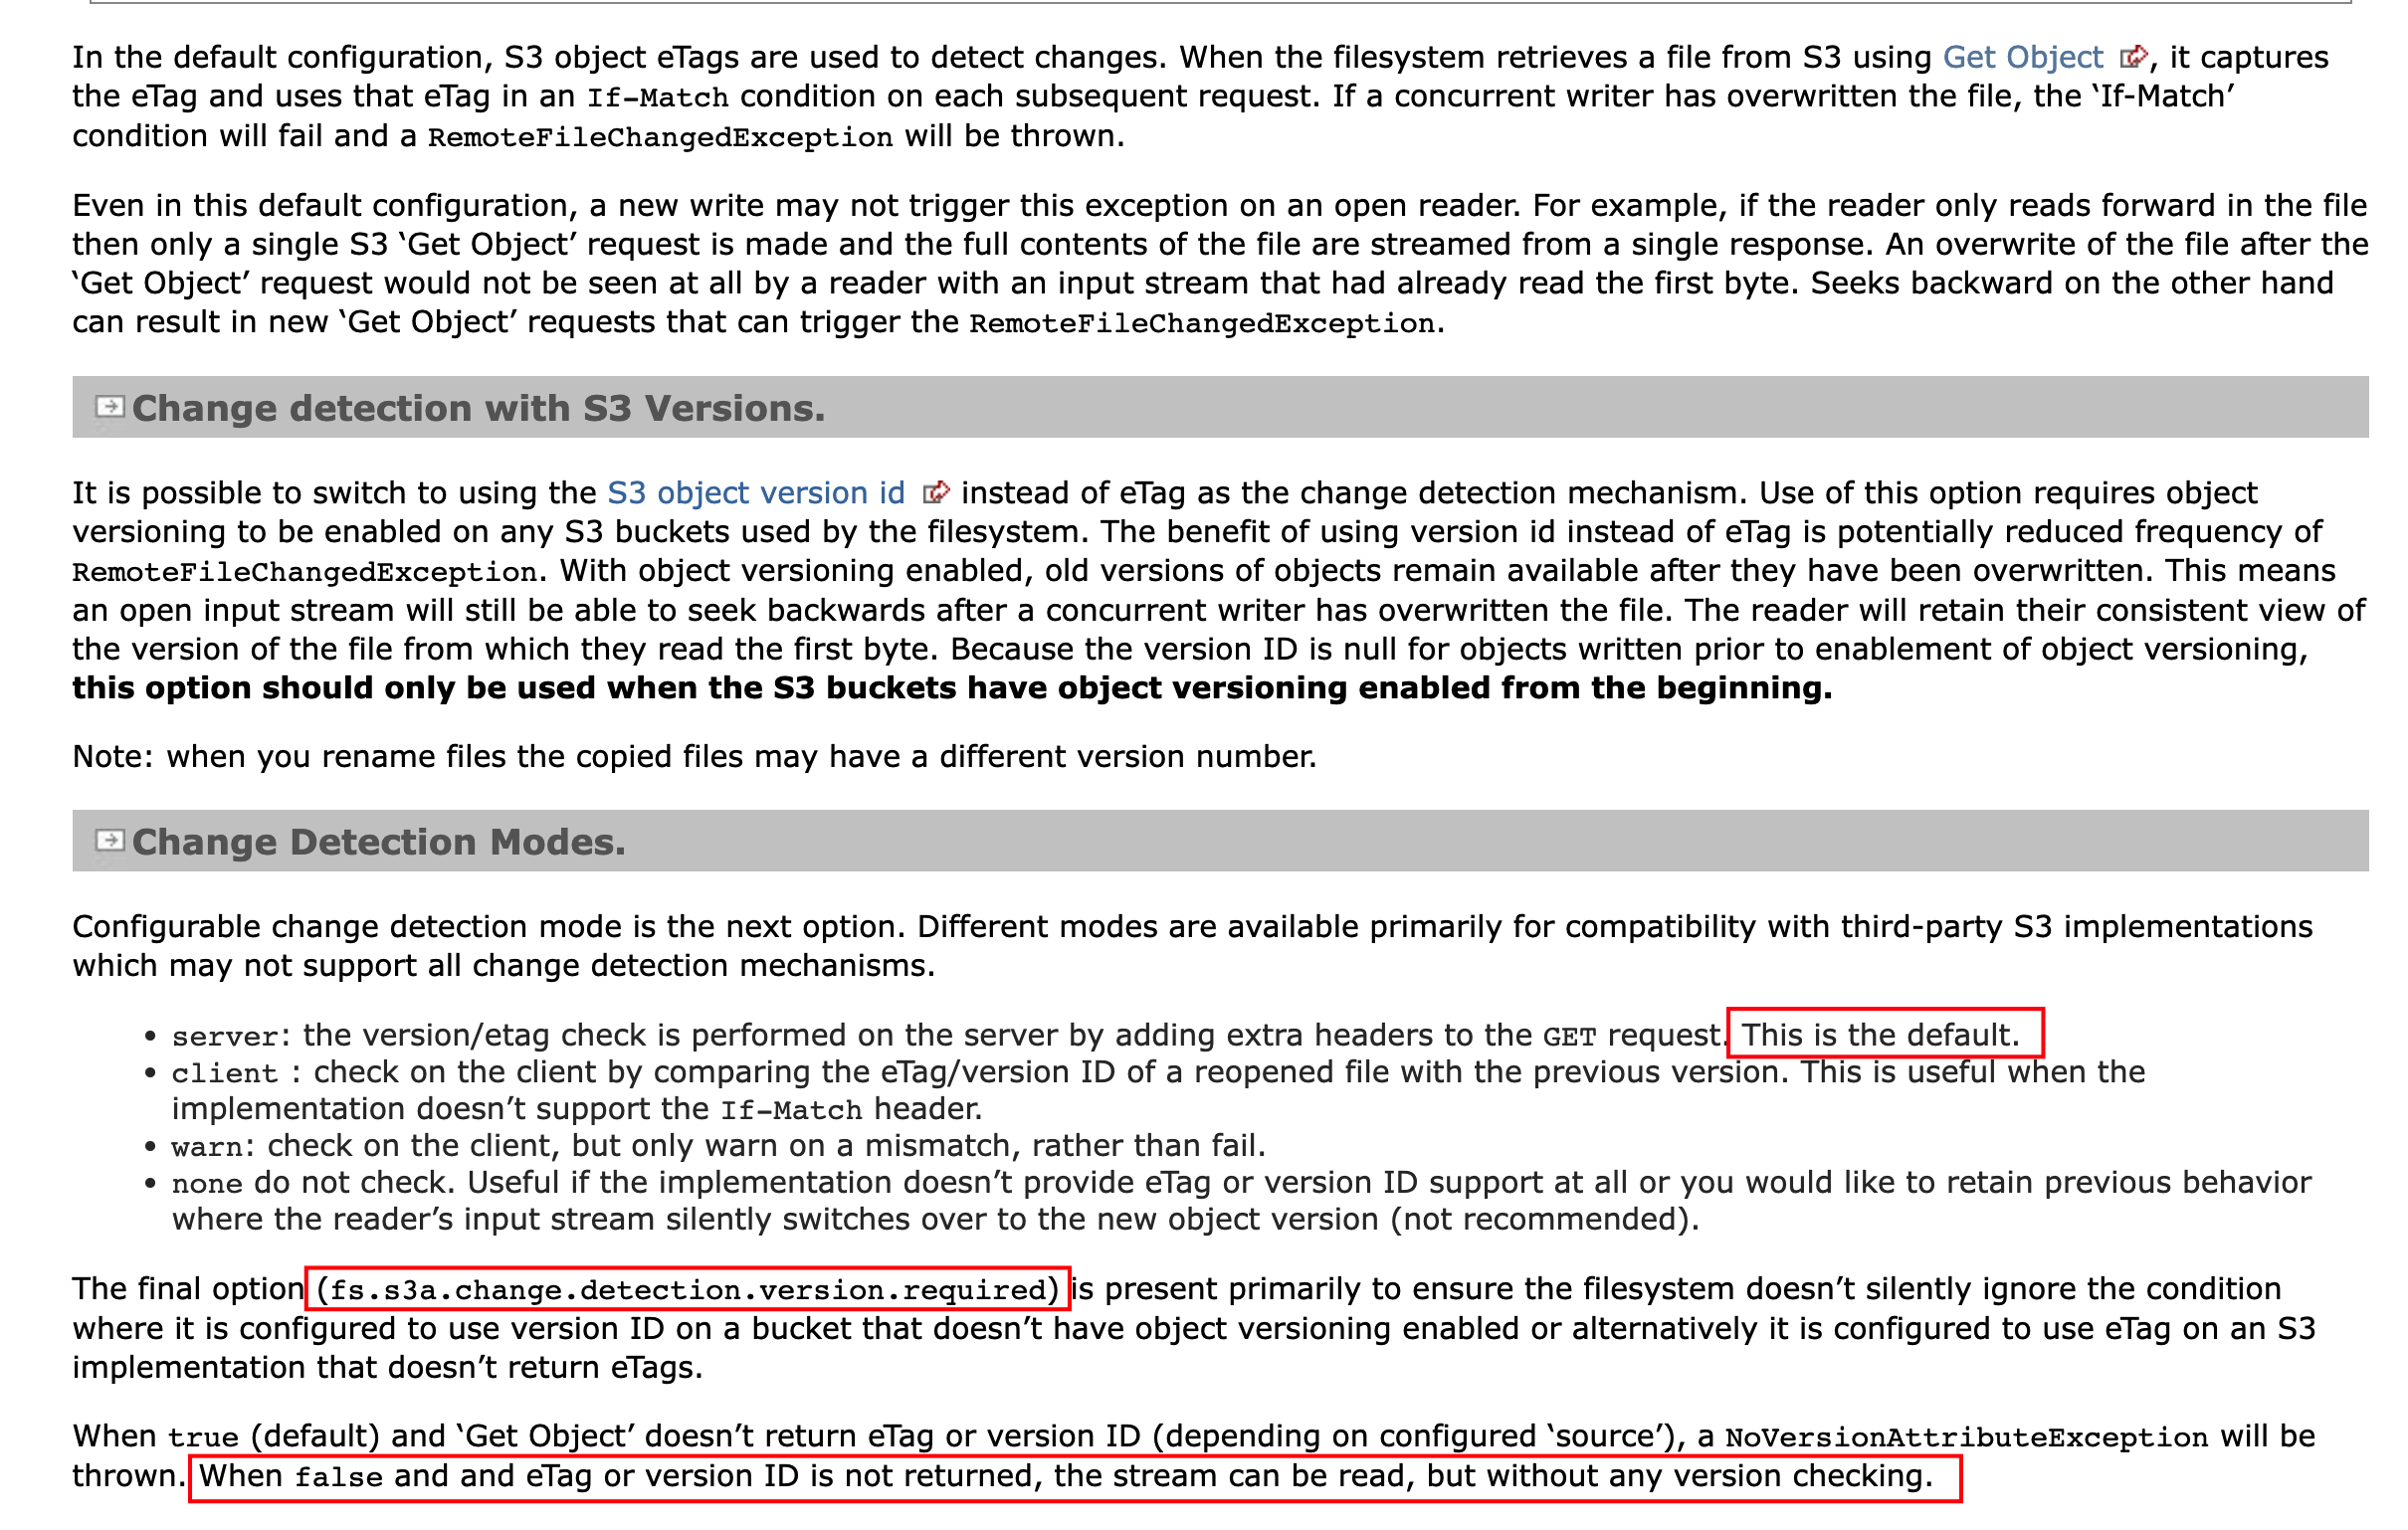 In the default configuration, S3 object eTags are used to detect changes. When the filesystem retrieves a file from S3 using Get Object , it captures
the eTag and uses that eTag in an If-Match condition on each subsequent request. If a concurrent writer has overwritten the file, the ‘If-Match’
condition will fail and a RemoteFileChangedException will be thrown.
Even in this default configuration, a new write may not trigger this exception on an open reader. For example, if the reader only reads forward in the file
then only a single S3 ‘Get Object’ request is made and the full contents of the file are streamed from a single response. An overwrite of the file after the
‘Get Object’ request would not be seen at all by a reader with an input stream that had already read the first byte. Seeks backward on the other hand
can result in new ‘Get Object’ requests that can trigger the RemoteFileChangedException.
Change detection with S3 Versions.
It is possible to switch to using the S3 object version id instead of eTag as the change detection mechanism. Use of this option requires object
versioning to be enabled on any S3 buckets used by the filesystem. The benefit of using version id instead of eTag is potentially reduced frequency of
RemoteFileChangedException. With object versioning enabled, old versions of objects remain available after they have been overwritten. This means
an open input stream will still be able to seek backwards after a concurrent writer has overwritten the file. The reader will retain their consistent view of
the version of the file from which they read the first byte. Because the version ID is null for objects written prior to enablement of object versioning,
this option should only be used when the S3 buckets have object versioning enabled from the beginning.
Note: when you rename files the copied files may have a different version number.
Change Detection Modes.
Configurable change detection mode is the next option. Different modes are available primarily for compatibility with third-party S3 implementations
which may not support all change detection mechanisms.
• server: the version/etag check is performed on the server by adding extra headers to the GET request. This is the default.
• client : check on the client by comparing the eTag/version ID of a reopened file with the previous version. This is useful when the
implementation doesn’t support the If-Match header.
• warn: check on the client, but only warn on a mismatch, rather than fail.
• none do not check. Useful if the implementation doesn’t provide eTag or version ID support at all or you would like to retain previous behavior
where the reader’s input stream silently switches over to the new object version (not recommended).
The final option (fs.s3a.change.detection.version.required) is present primarily to ensure the filesystem doesn’t silently ignore the condition
where it is configured to use version ID on a bucket that doesn’t have object versioning enabled or alternatively it is configured to use eTag on an S3
implementation that doesn’t return eTags.
When true (default) and ‘Get Object’ doesn’t return eTag or version ID (depending on configured ‘source’), a NoVersionAttributeException will be
thrown. When false and and eTag or version ID is not returned, the stream can be read, but without any version checking.